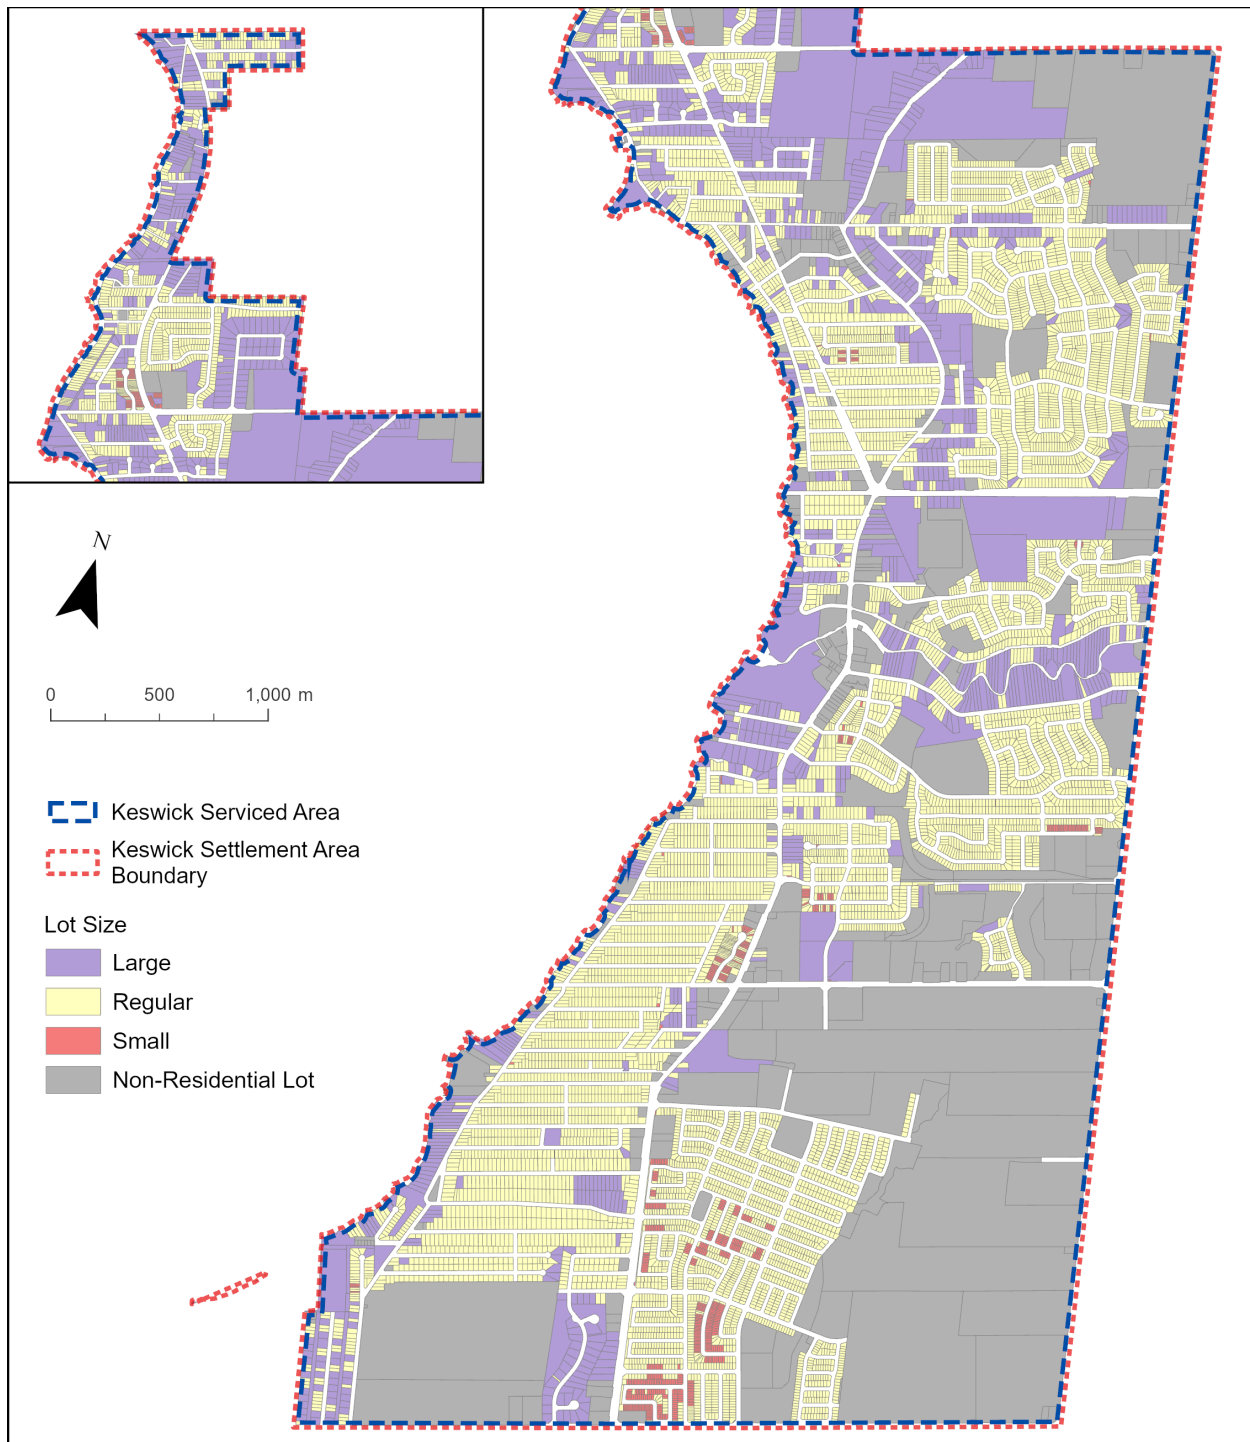 N
0 500 1,000 m
Keswick Serviced Area
Keswick Settlement Area
Boundary
Lot Size
Large
Regular
Small
Non-Residential Lot